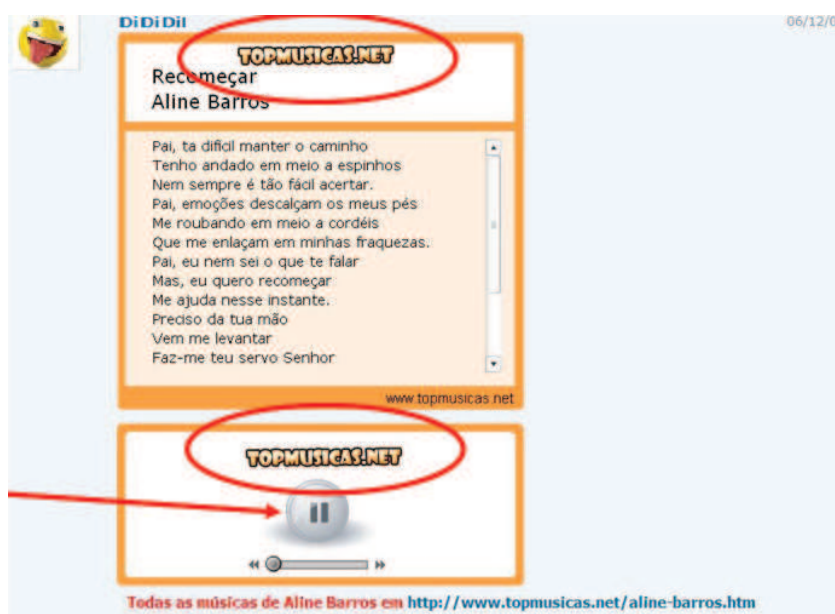 DiDiDil
06/12/0
TOPMUSICAS.NET
Recomeçar
Aline Barros
Pai, ta dificil manter o caminho
Tenho andado em meio a espinhos
Nem sempre é tão fácil acertar.
Pai, emoções descalçam os meus pés
Me roubando em meio a cordéis
Que me enlaçam em minhas fraquezas.
Pai, eu nem sei o que te falar
Mas, eu quero recomeçar
Me ajuda nesse instante.
Preciso da tua mão
Vem me levantar
Faz-me teu servo Senhor
www.topmusicas.net
TOPMUSICAS.NET
Todas as músicas de Aline Barros em http://www.topmusicas.net/aline-barros.htm